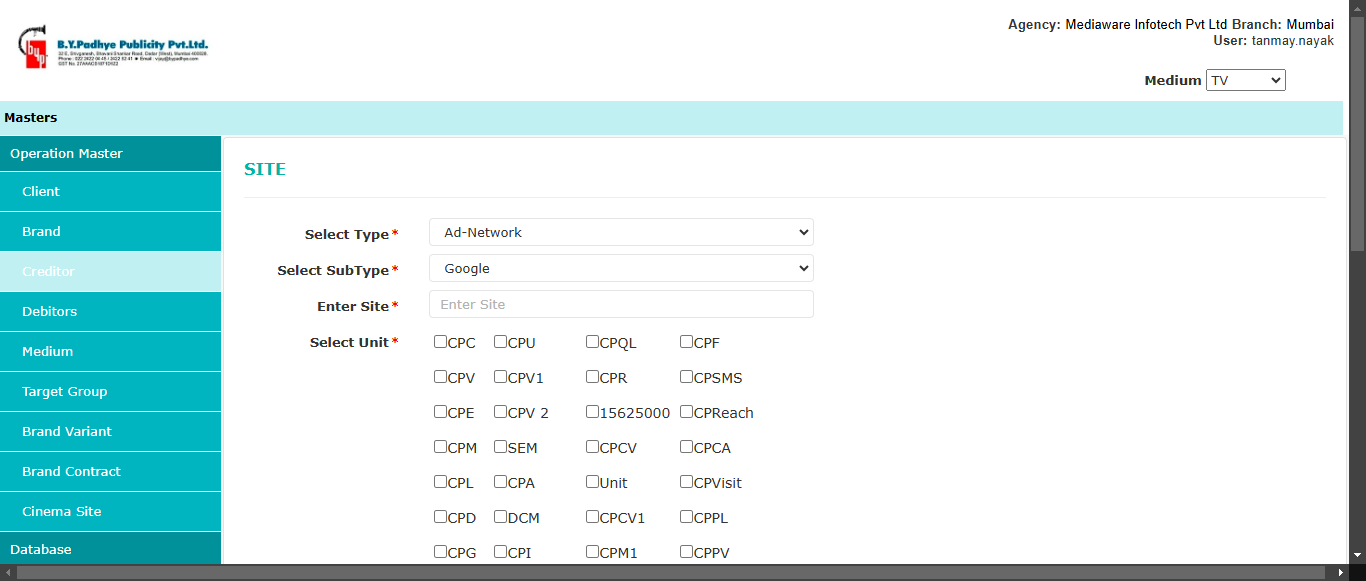 Agency: Mediaware Infotech Pvt Ltd Branch: Mumbai
User: tanmay.nayak
byp
B.Y.Padhye Publicity Pvt.Ltd.
Medium TV
Masters
Operation Master
Client
Brand
Creditor
Debitors
Medium
Target Group
Brand Variant
Brand Contract
Cinema Site
Database
SITE
Select Type* Ad-Network
Select SubType* Google
Enter Site* Enter Site
Select Unit* CPC CPU CPQL CPF
CPV CPV1 CPR CPSMS
CPE CPV 2 15625000 CPReach
CPM SEM CPCV CPCA
CPL CPA Unit CPVisit
CPD DCM CPCV1 CPPL
CPG CPI CPM1 CPPV